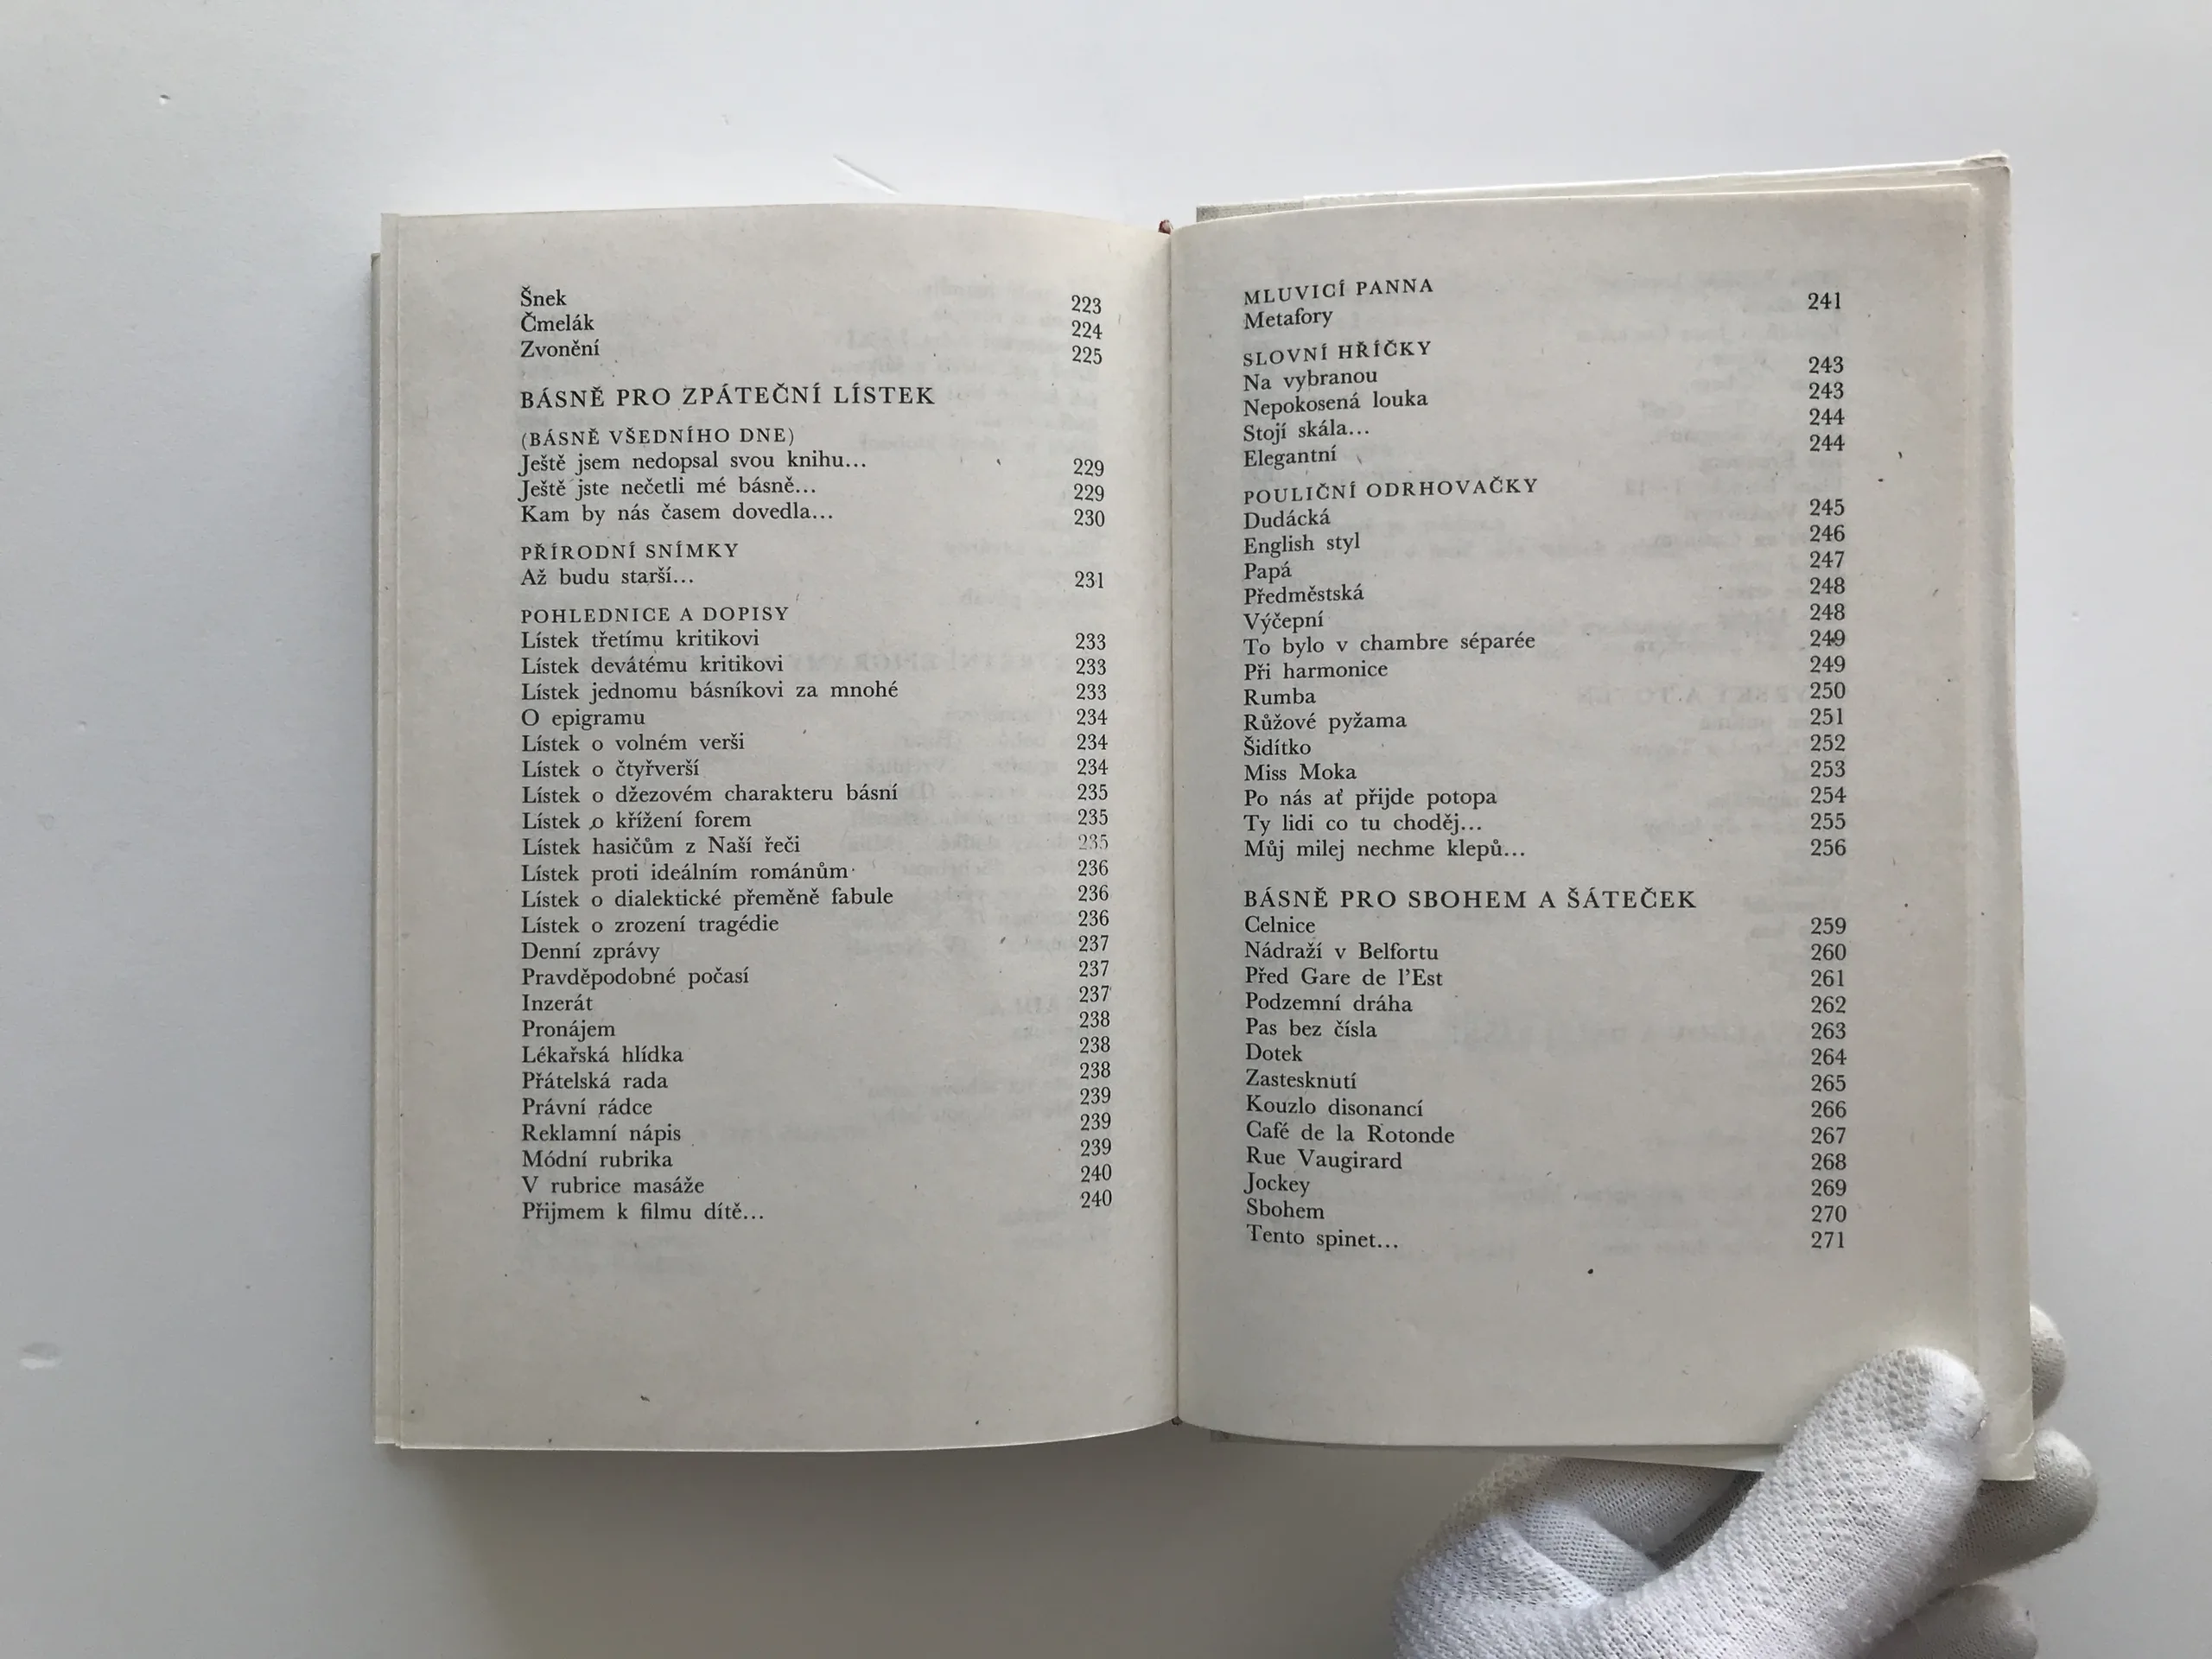 Šnek 223
Čmelák 224
Zvonění 225
BÁSNĚ PRO ZPÁTEČNÍ LÍSTEK
(BÁSNĚ VŠEDNÍHO DNE)
Ještě jsem nedopsal svou knihu... 229
Ještě jste nečetli mé básně... 229
Kam by nás časem dovedla... 230
PŘÍRODNÍ SNÍMKY
Až budu starší... 231
POHLEDNICE A DOPISY
Lístek třetímu kritikovi 233
Lístek devátému kritikovi 233
Lístek jednomu básníkovi za mnohé 233
O epigramu 234
Lístek o volném verši 234
Lístek o čtyřverší 234
Lístek o džezovém charakteru básní 235
Lístek o křížení forem 235
Lístek hasičům z Naší řeči 235
Lístek proti ideálním románům 236
Lístek o dialektické přeměně fabule 236
Lístek o zrození tragédie 236
Denní zprávy 237
Pravděpodobné počasí 237
Inzerát 237
Pronájem 238
Lékařská hlídka 238
Přátelská rada 238
Právní rádce 239
Reklamní nápis 239
Módní rubrika 239
V rubrice masáže 240
Přijmem k filmu dítě... 240
MLUVICÍ PANNA
Metafory 241
SLOVNÍ HŘÍČKY
Na vybranou 243
Nepokosená louka 243
Stojí skála... 244
Elegantní 244
POULIČNÍ ODRHOVAČKY
Dudácká 245
English styl 246
Papá 247
Předměstská 248
Výčepní 248
To bylo v chambre séparée 249
Při harmonice 249
Rumba 250
Růžové pyžama 251
Šidítko 252
Miss Moka 253
Po nás ať přijde potopa 254
Ty lidi co tu choděj... 255
Můj milej nechme klepů... 256
BÁSNĚ PRO SBOHEM A ŠÁTEČEK
Celnice 259
Nádraží v Belfortu 260
Před Gare de l'Est 261
Podzemní dráha 262
Pas bez čísla 263
Dotek 264
Zastesknutí 265
Kouzlo disonancí 266
Café de la Rotonde 267
Rue Vaugirard 268
Jockey 269
Sbohem 270
Tento spinet... 271